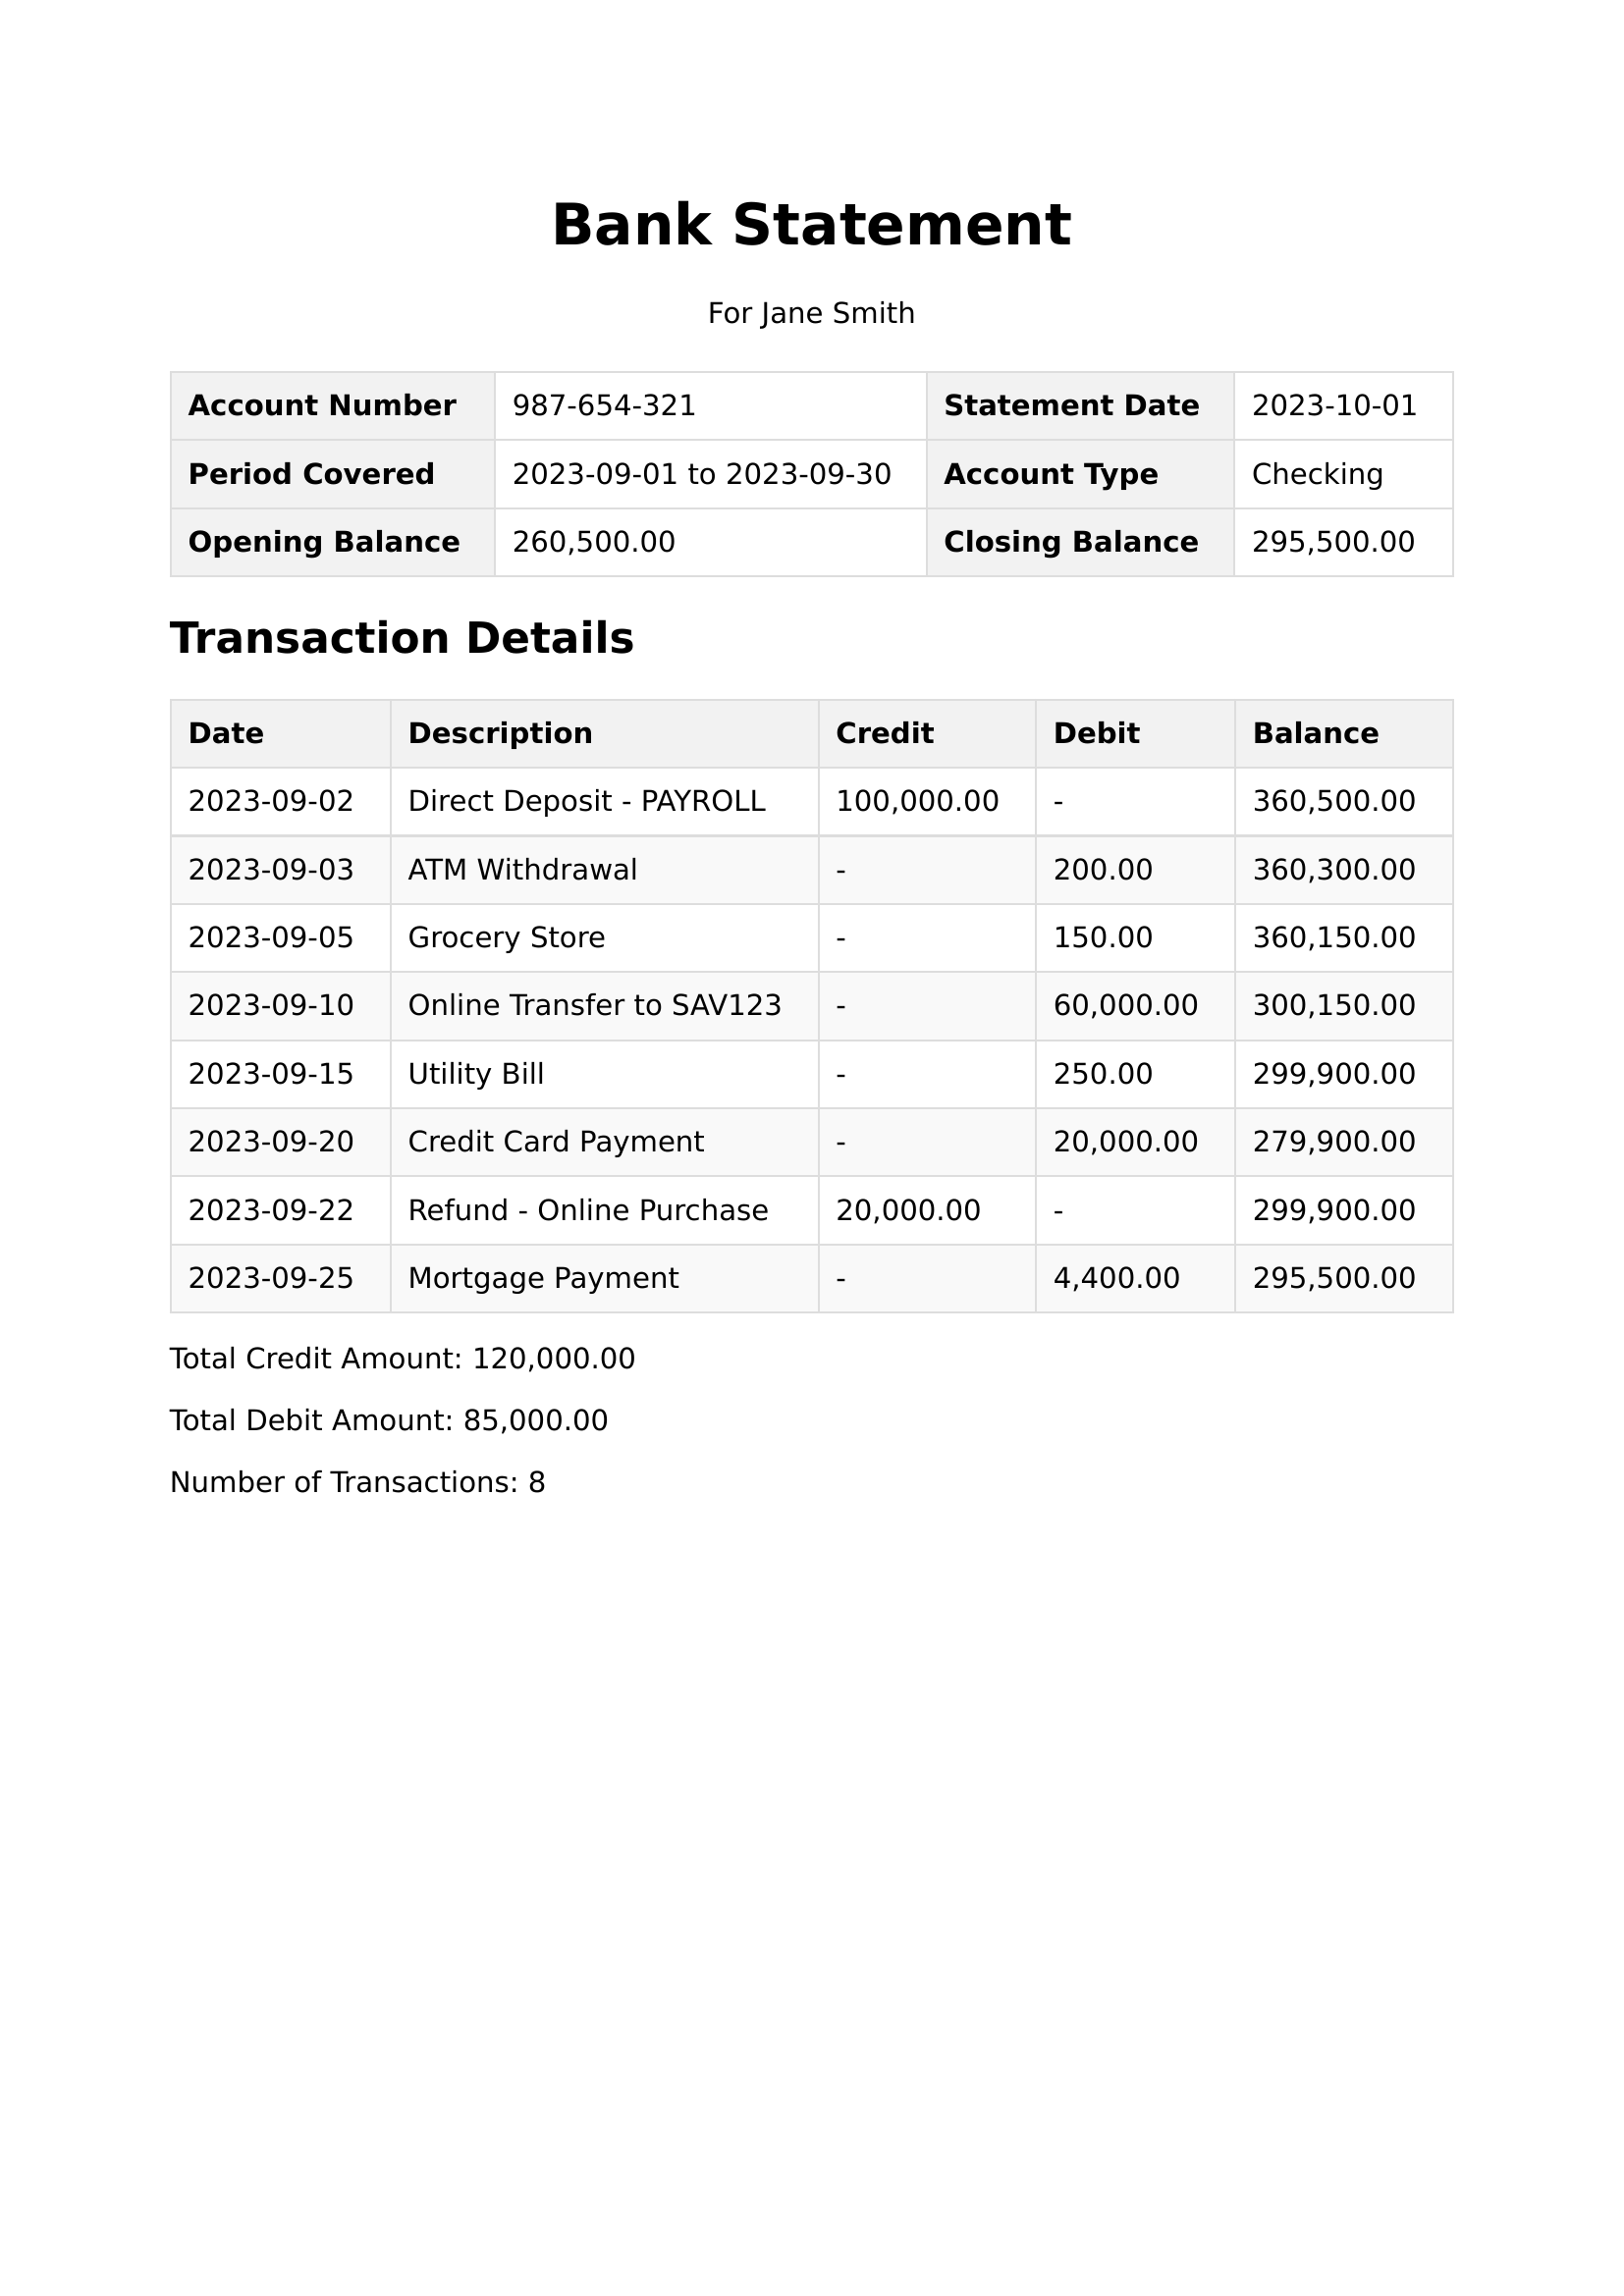 Bank Statement
For Jane Smith
Account Number 987-654-321 Statement Date 2023-10-01
Period Covered 2023-09-01 to 2023-09-30 Account Type Checking
Opening Balance 260,500.00 Closing Balance 295,500.00
Transaction Details
Date Description Credit Debit Balance
2023-09-02 Direct Deposit - PAYROLL 100,000.00 - 360,500.00
2023-09-03 ATM Withdrawal - 200.00 360,300.00
2023-09-05 Grocery Store - 150.00 360,150.00
2023-09-10 Online Transfer to SAV123 - 60,000.00 300,150.00
2023-09-15 Utility Bill - 250.00 299,900.00
2023-09-20 Credit Card Payment - 20,000.00 279,900.00
2023-09-22 Refund - Online Purchase 20,000.00 - 299,900.00
2023-09-25 Mortgage Payment - 4,400.00 295,500.00
Total Credit Amount: 120,000.00
Total Debit Amount: 85,000.00
Number of Transactions: 8